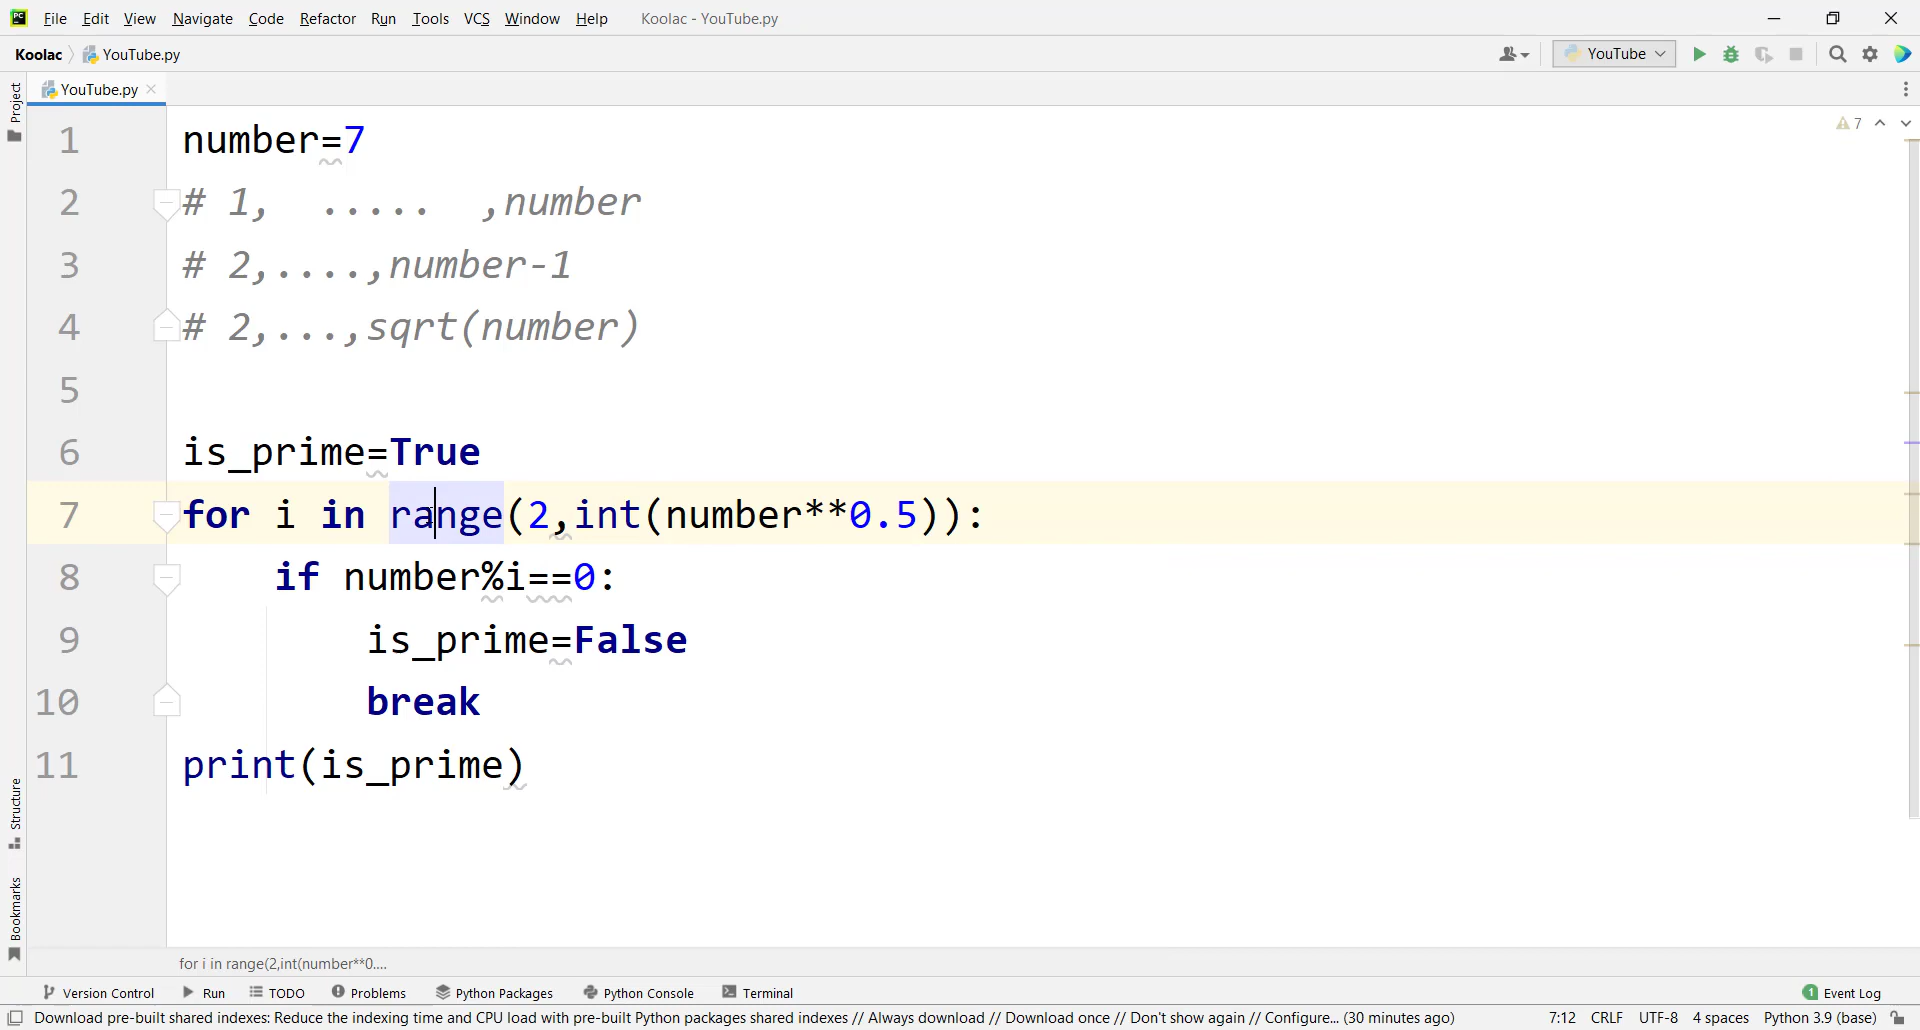 File Edit View Navigate Code Refactor Run Tools VCS Window Help Koolac - YouTube.py
Koolac YouTube.py YouTube
Project
YouTube.py
7
1 number=7
2 # 1,  .....  ,number
3 # 2,....,number-1
4 # 2,...,sqrt(number)
5
6 is_prime=True
7 for i in range(2,int(number**0.5)):
8     if number%i==0:
9         is_prime=False
10         break
11 print(is_prime)
Structure
Bookmarks
for i in range(2,int(number**0....
Version Control Run TODO Problems Python Packages Python Console Terminal 1 Event Log
Download pre-built shared indexes: Reduce the indexing time and CPU load with pre-built Python packages shared indexes // Always download // Download once // Don't show again // Configure... (30 minutes ago) 7:12 CRLF UTF-8 4 spaces Python 3.9 (base)